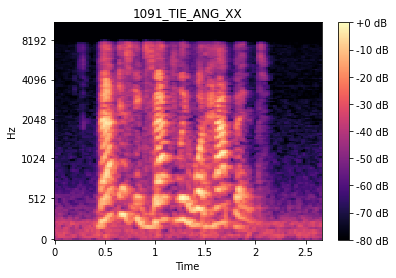 1091_TIE_ANG_XX
8192
4096
2048
1024
512
0
Hz
0
0.5
1
1.5
2
2.5
Time
+0 dB
-10 dB
-20 dB
-30 dB
-40 dB
-50 dB
-60 dB
-70 dB
-80 dB